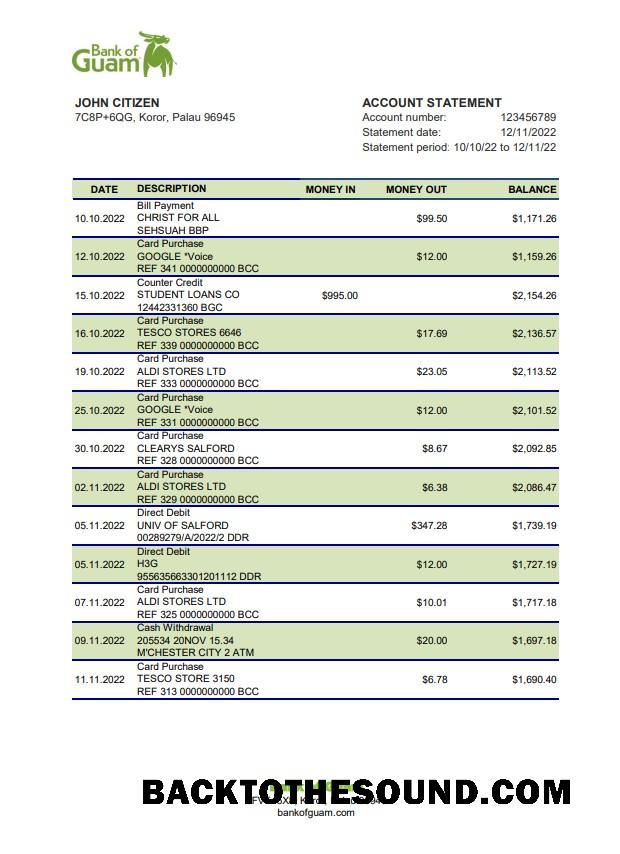 Bank of
Guam
JOHN CITIZEN
7C8P+6QG, Koror, Palau 96945
ACCOUNT STATEMENT
Account number: 123456789
Statement date: 12/11/2022
Statement period: 10/10/22 to 12/11/22
DATE DESCRIPTION MONEY IN MONEY OUT BALANCE
Bill Payment
10.10.2022 CHRIST FOR ALL $99.50 $1,171.26
SEHSUAH BBP
Card Purchase
12.10.2022 GOOGLE *Voice $12.00 $1,159.26
REF 341 0000000000 BCC
Counter Credit
15.10.2022 STUDENT LOANS CO $995.00 $2,154.26
12442331360 BGC
Card Purchase
16.10.2022 TESCO STORES 6646 $17.69 $2,136.57
REF 339 0000000000 BCC
Card Purchase
19.10.2022 ALDI STORES LTD $23.05 $2,113.52
REF 333 0000000000 BCC
Card Purchase
25.10.2022 GOOGLE *Voice $12.00 $2,101.52
REF 331 0000000000 BCC
Card Purchase
30.10.2022 CLEARYS SALFORD $8.67 $2,092.85
REF 328 0000000000 BCC
Card Purchase
02.11.2022 ALDI STORES LTD $6.38 $2,086.47
REF 329 0000000000 BCC
Direct Debit
05.11.2022 UNIV OF SALFORD $347.28 $1,739.19
00289279/A/2022/2 DDR
Direct Debit
05.11.2022 H3G $12.00 $1,727.19
955635663301201112 DDR
Card Purchase
07.11.2022 ALDI STORES LTD $10.01 $1,717.18
REF 325 0000000000 BCC
Cash Withdrawal
09.11.2022 205534 20NOV 15.34 $20.00 $1,697.18
M'CHESTER CITY 2 ATM
Card Purchase
11.11.2022 TESCO STORE 3150 $6.78 $1,690.40
REF 313 0000000000 BCC
BACKTOTHESOUND.COM
bankofguam.com